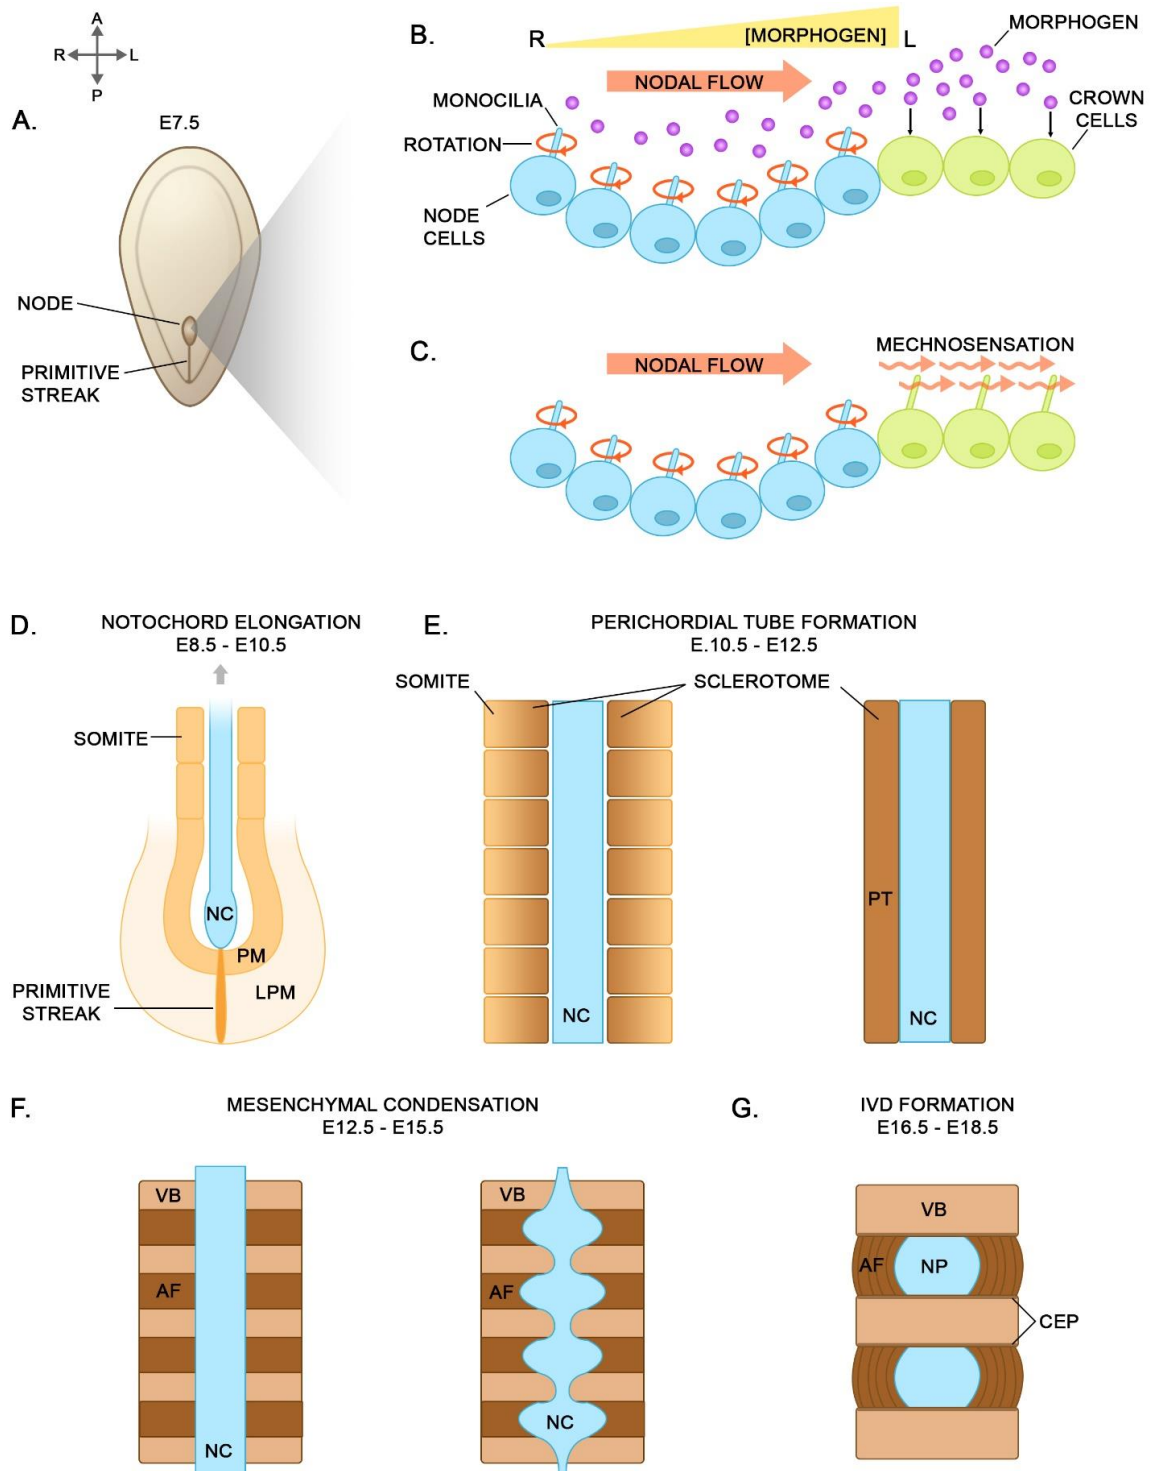 A
R
L
P
A.
E7.5
NODE
PRIMITIVE
STREAK
B.
R
[MORPHOGEN]
L
MORPHOGEN
NODAL FLOW
MONOCILIA
CROWN
CELLS
ROTATION
NODE
CELLS
C.
NODAL FLOW
MECHNOSENSATION
D.
NOTOCHORD ELONGATION
E8.5 - E10.5
SOMITE
NC
PM
LPM
PRIMITIVE
STREAK
E.
PERICHORDIAL TUBE FORMATION
E.10.5 - E12.5
SOMITE
SCLEROTOME
NC
PT
NC
F.
MESENCHYMAL CONDENSATION
E12.5 - E15.5
VB
AF
NC
VB
AF
NC
G.
IVD FORMATION
E16.5 - E18.5
VB
AF
NP
CEP